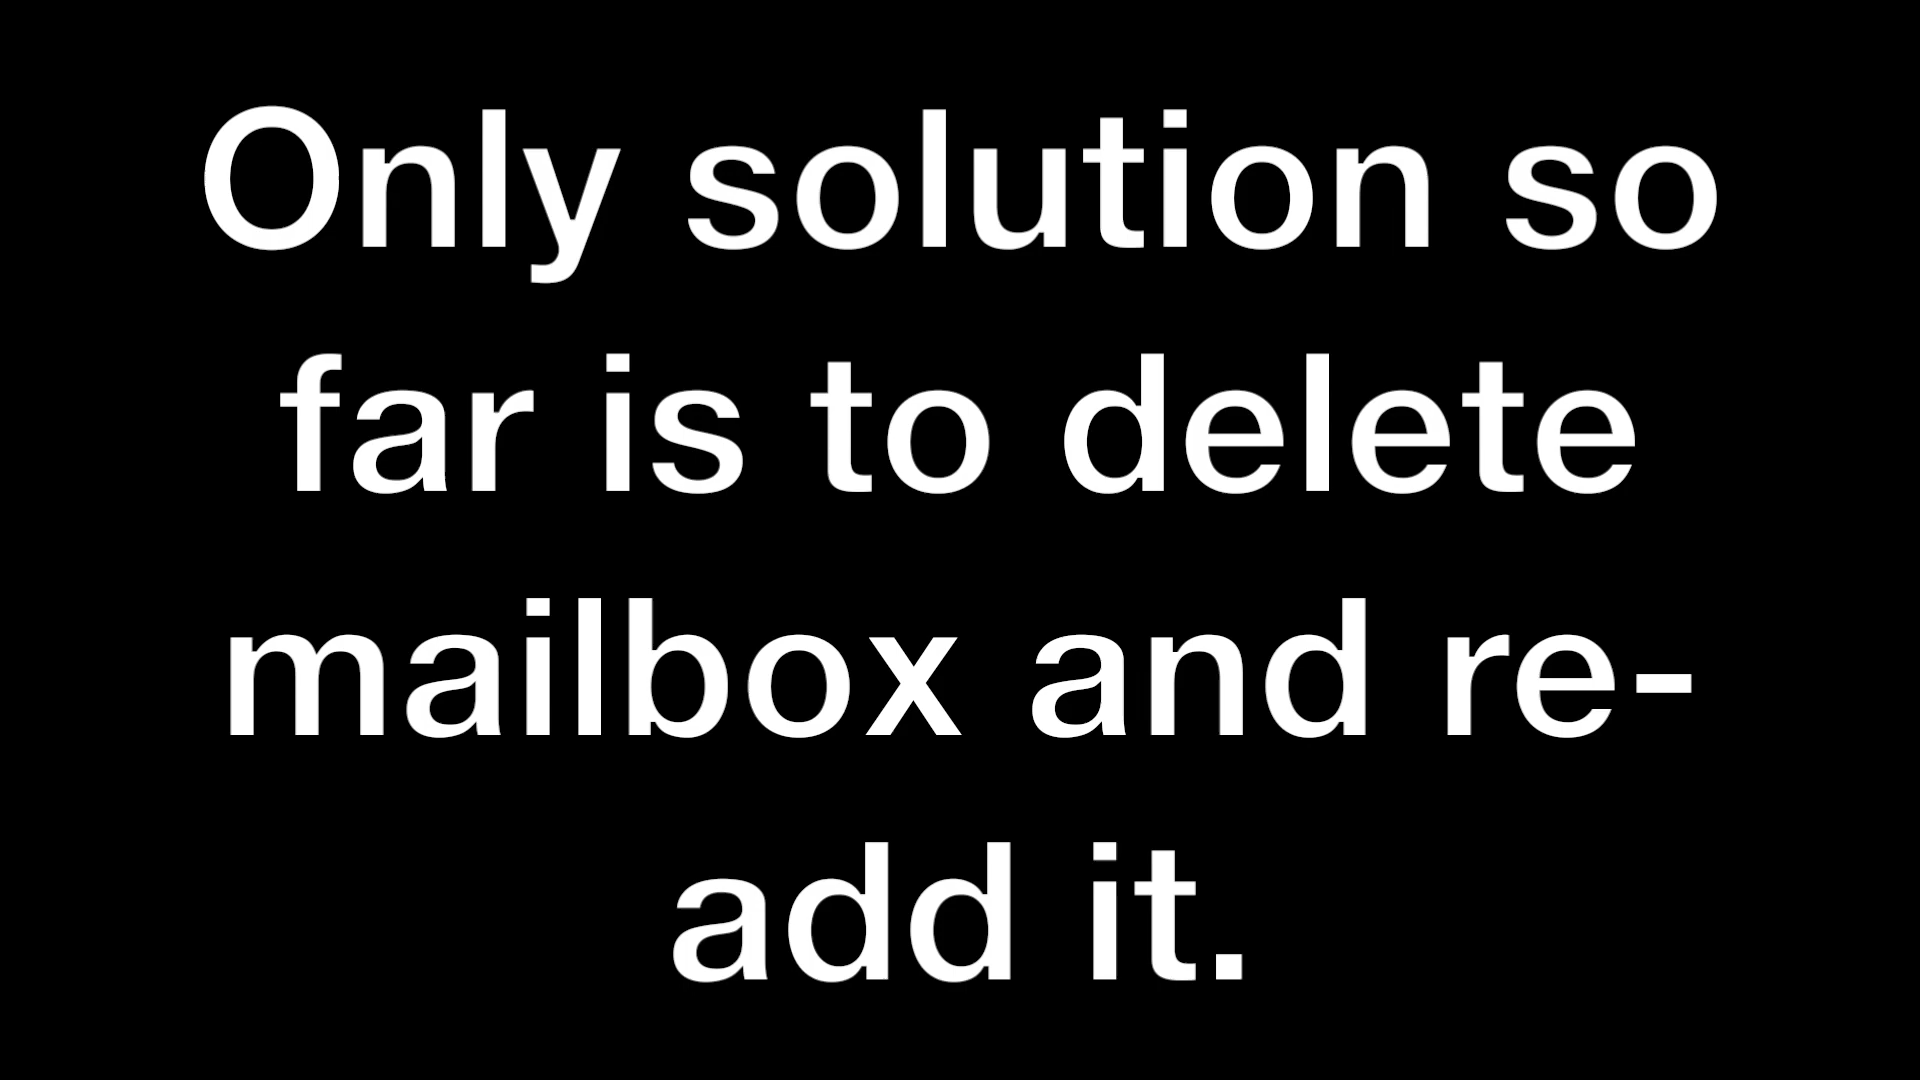 Only solution so
far is to delete
mailbox and re-
add it.